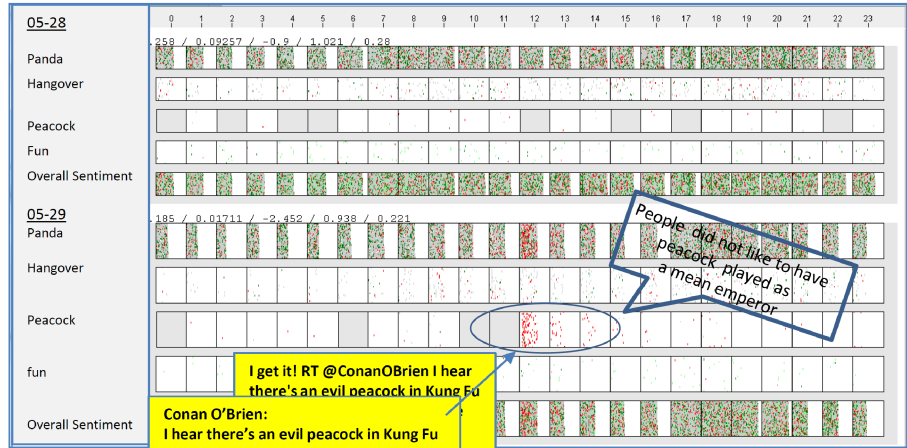 05-28
0 1 2 3 4 5 6 7 8 9 10 11 12 13 14 15 16 17 18 19 20 21 22 23
.258 / 0.09257 / -0.9 / 1.021 / 0.28
Panda
Hangover
Peacock
Fun
Overall Sentiment
05-29
.185 / 0.01711 / -2.452 / 0.938 / 0.221
Panda
Hangover
Peacock
fun
Overall Sentiment
People did not like to have
peacock played as
a mean emperor
I get it! RT @ConanOBrien I hear
there's an evil peacock in Kung Fu
Conan O’Brien:
I hear there’s an evil peacock in Kung Fu